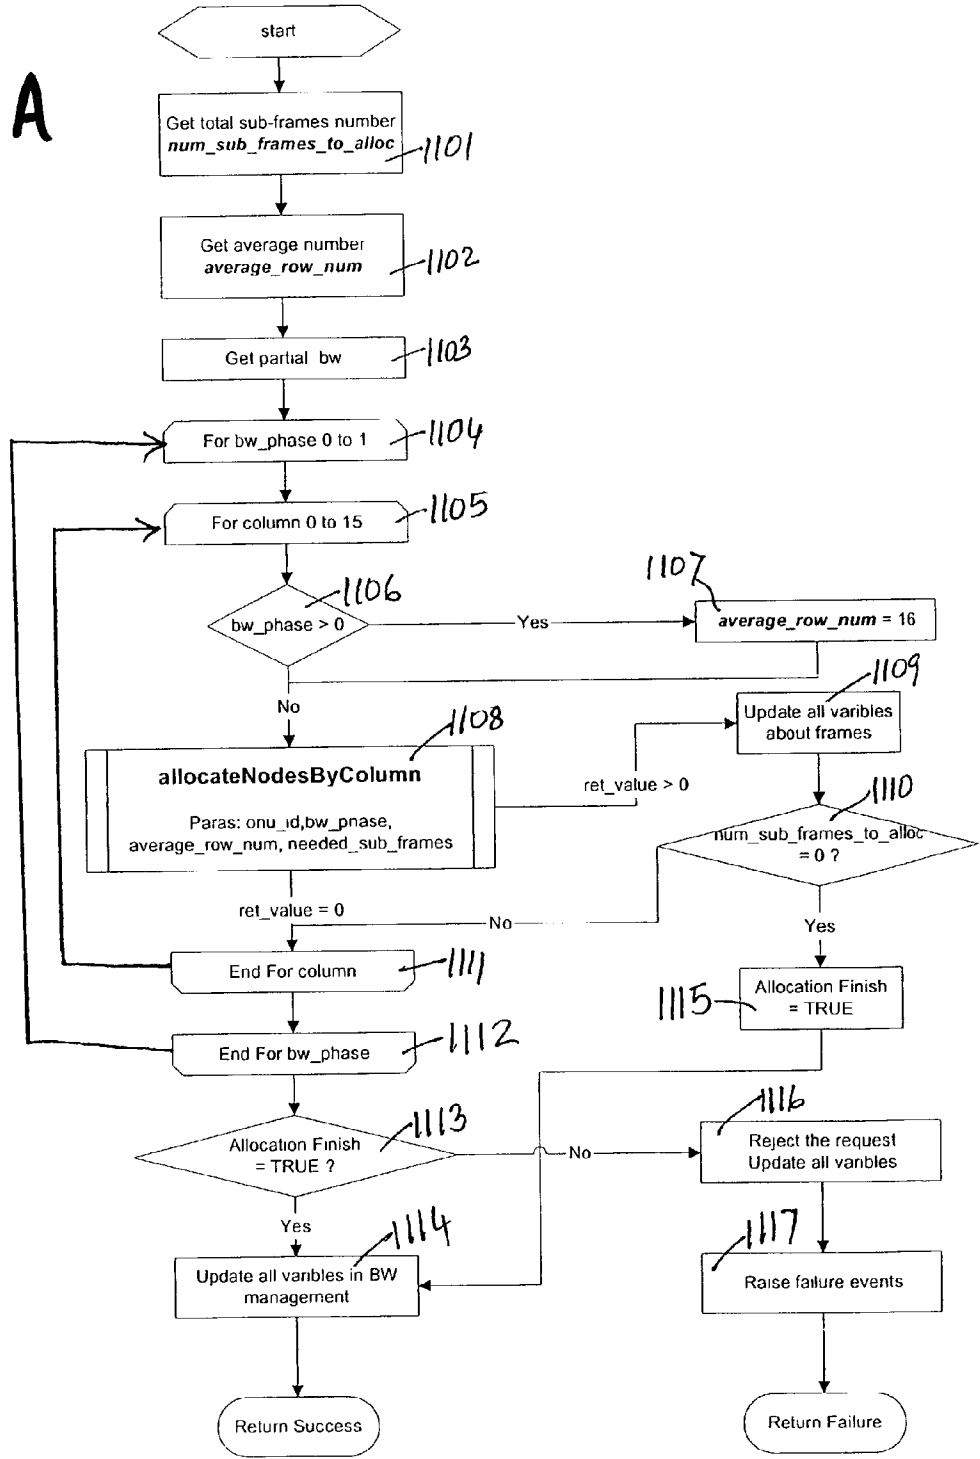 start
A
Get total sub-frames number
num_sub_frames_to_alloc
1101
Get average number
average_row_num
1102
Get partial bw
1103
For bw_phase 0 to 1
1104
For column 0 to 15
1105
1106
bw_phase > 0
Yes
1107
average_row_num = 16
No
1108
allocateNodesByColumn
Paras: onu_id,bw_pnase,
average_row_num, needed_sub_frames
ret_value > 0
1109
Update all varibles
about frames
1110
num_sub_frames_to_alloc
= 0 ?
No
Yes
ret_value = 0
End For column
1111
1115
Allocation Finish
= TRUE
End For bw_phase
1112
Allocation Finish
= TRUE ?
1113
No
1116
Reject the request
Update all varibles
Yes
1114
Update all varibles in BW
management
1117
Raise failure events
Return Success
Return Failure